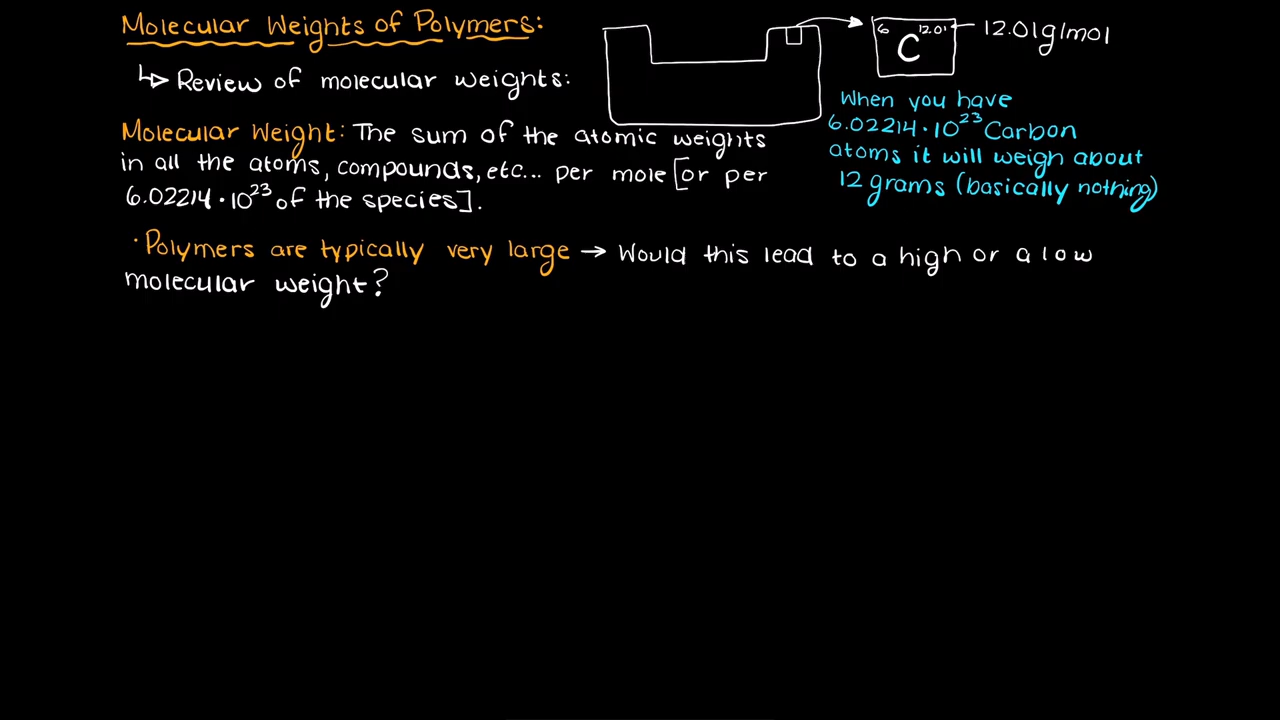 Molecular Weights of Polymers:
↳ Review of molecular weights:
6 12.01
C
12.01g/mol
When you have
6.02214·10²³ Carbon
atoms it will weigh about
12 grams (basically nothing)
Molecular Weight: The sum of the atomic weights
in all the atoms, compounds, etc... per mole [or per
6.02214·10²³ of the species].
·Polymers are typically very large → Would this lead to a high or a low
molecular weight?